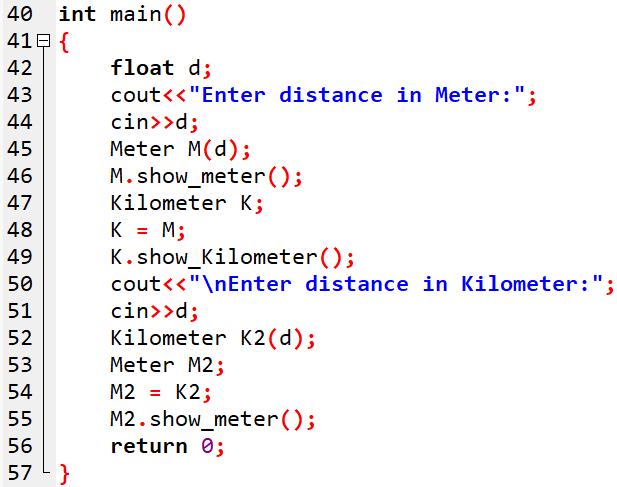 40 int main()
41 {
42     float d;
43     cout<<"Enter distance in Meter:";
44     cin>>d;
45     Meter M(d);
46     M.show_meter();
47     Kilometer K;
48     K = M;
49     K.show_Kilometer();
50     cout<<"\nEnter distance in Kilometer:";
51     cin>>d;
52     Kilometer K2(d);
53     Meter M2;
54     M2 = K2;
55     M2.show_meter();
56     return 0;
57 }